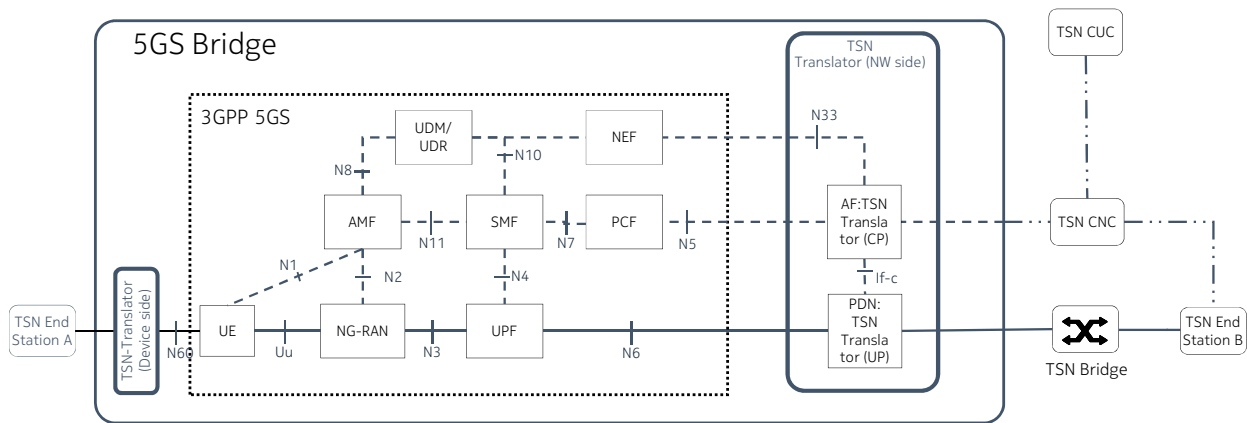 5GS Bridge
TSN
Translator (NW side)
TSN CUC
3GPP 5GS
UDM/
UDR
NEF
N33
N8
N10
AMF
SMF
PCF
AF:TSN
Transla
tor (CP)
TSN CNC
N11
N7
N5
N1
N2
N4
If-c
TSN End
Station A
TSN-Translator
(Device side)
UE
NG-RAN
UPF
PDN:
TSN
Transla
tor (UP)
TSN End
Station B
N60
Uu
N3
N6
TSN Bridge